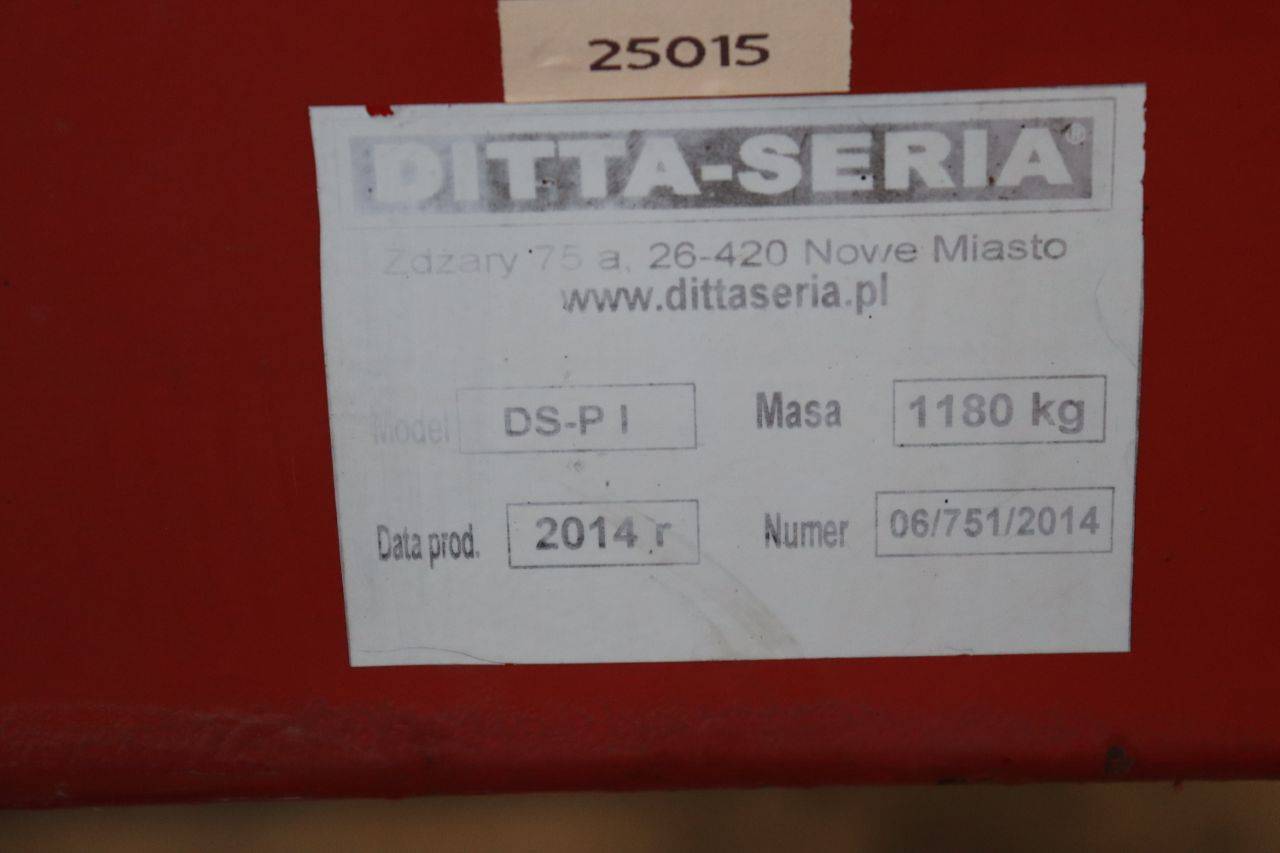 25015
DITTA-SERIA®
Zdżary 75 a, 26-420 Nowe Miasto
www.dittaseria.pl
Model DS-P I Masa 1180 kg
Data prod. 2014 r Numer 06/751/2014